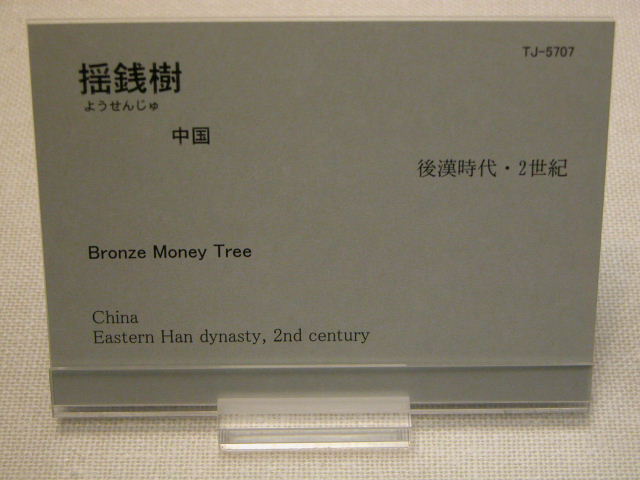 TJ-5707
揺銭樹
ようせんじゅ
中国
後漢時代・2世紀
Bronze Money Tree
China
Eastern Han dynasty, 2nd century